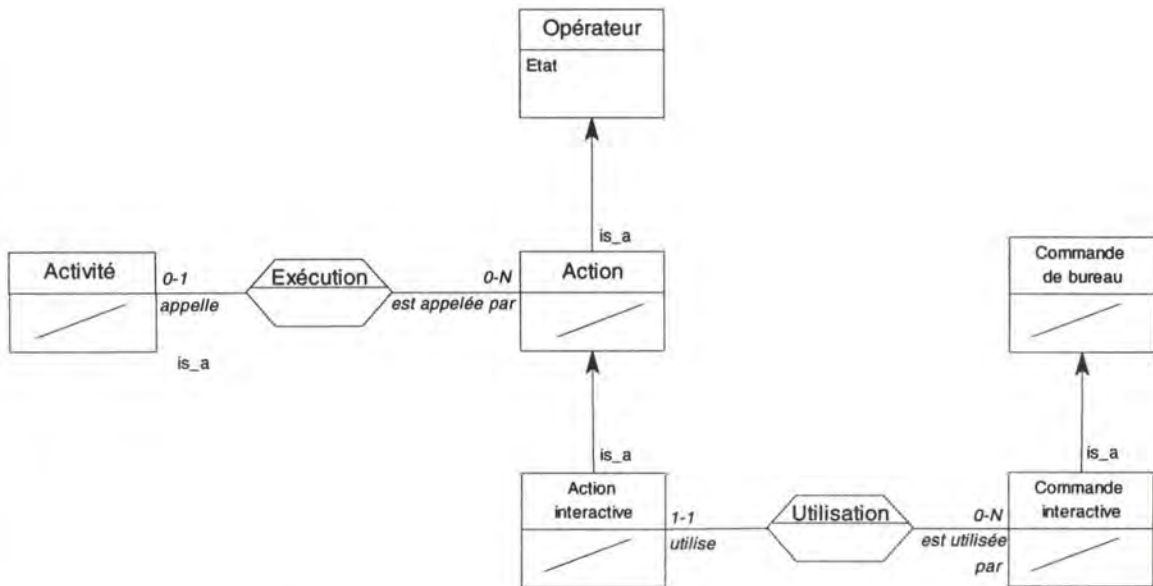 Opérateur
Etat
is_a
Activité
0-1
appelle
Exécution
0-N
est appelée par
Action
Commande
de bureau
is_a
is_a
is_a
Action
interactive
1-1
utilise
Utilisation
0-N
est utilisée
par
Commande
interactive